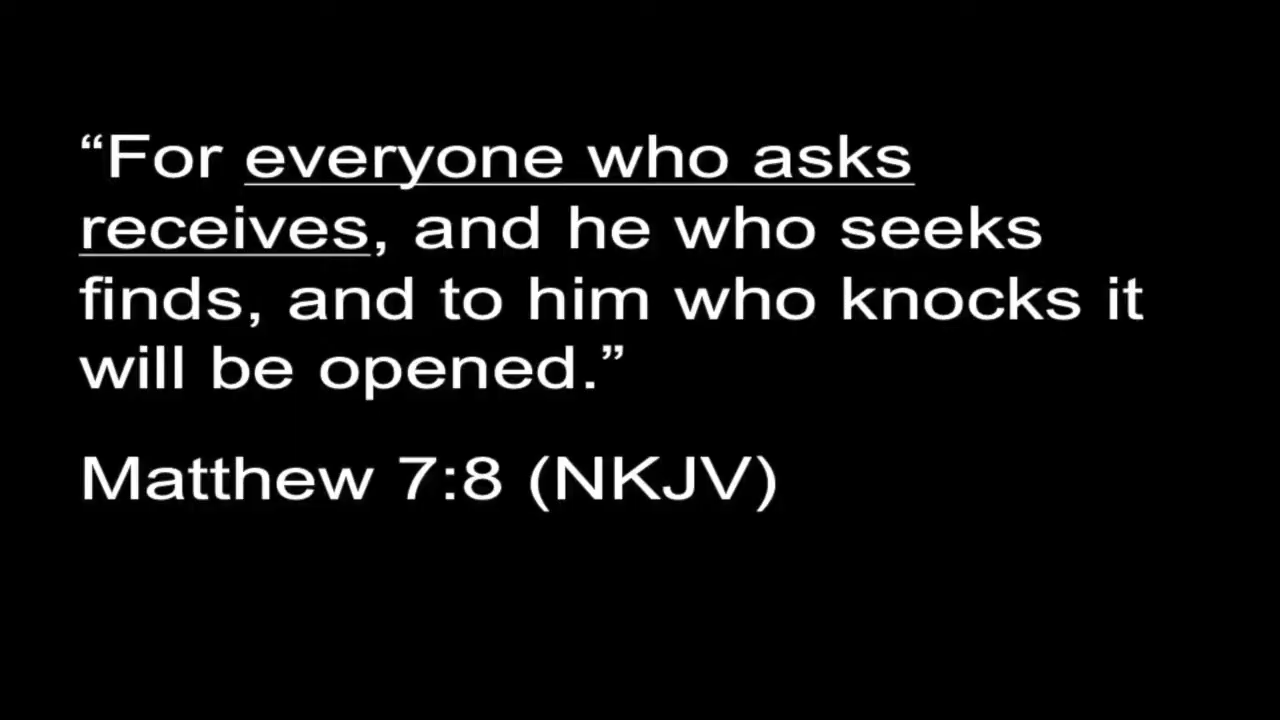 “For everyone who asks
receives, and he who seeks
finds, and to him who knocks it
will be opened.”
Matthew 7:8 (NKJV)